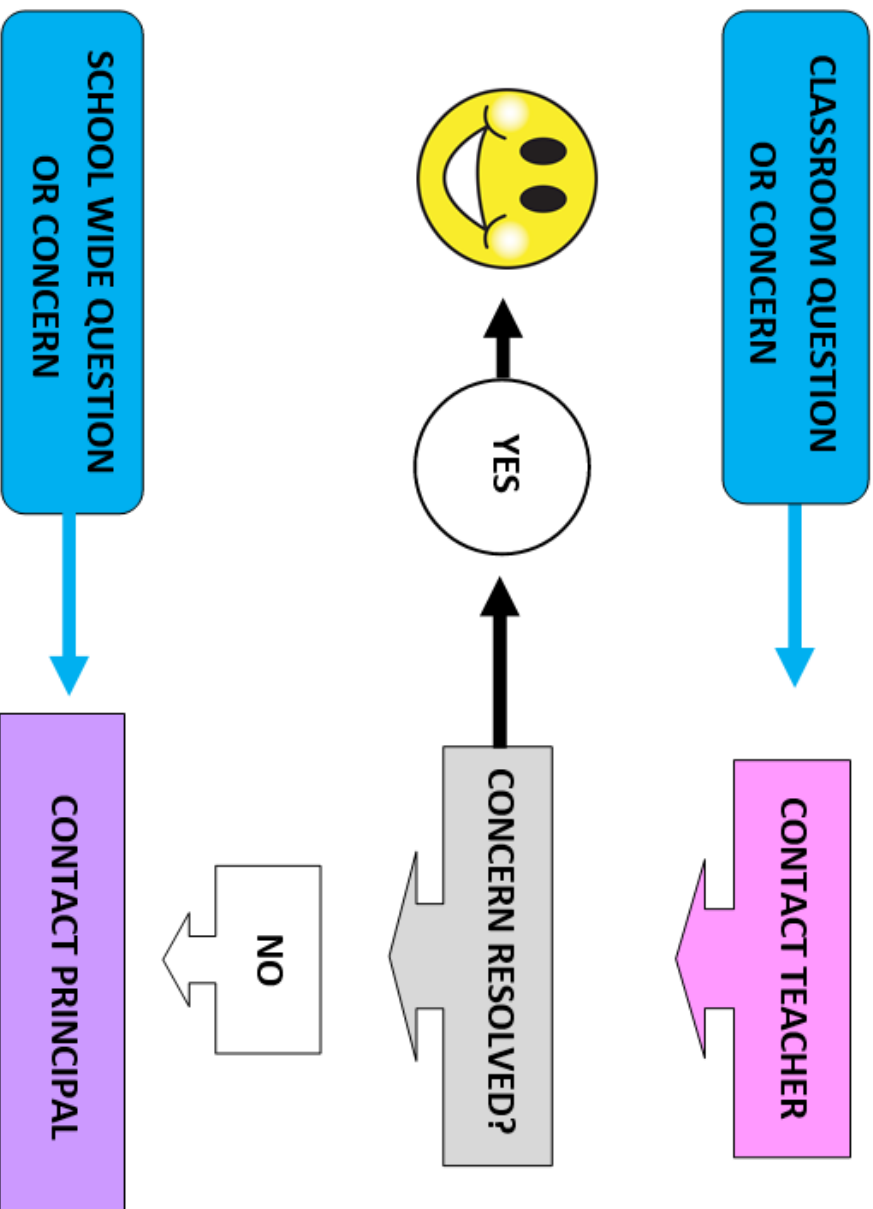 CLASSROOM QUESTION
OR CONCERN
CONTACT TEACHER
YES
CONCERN RESOLVED?
NO
SCHOOL WIDE QUESTION
OR CONCERN
CONTACT PRINCIPAL